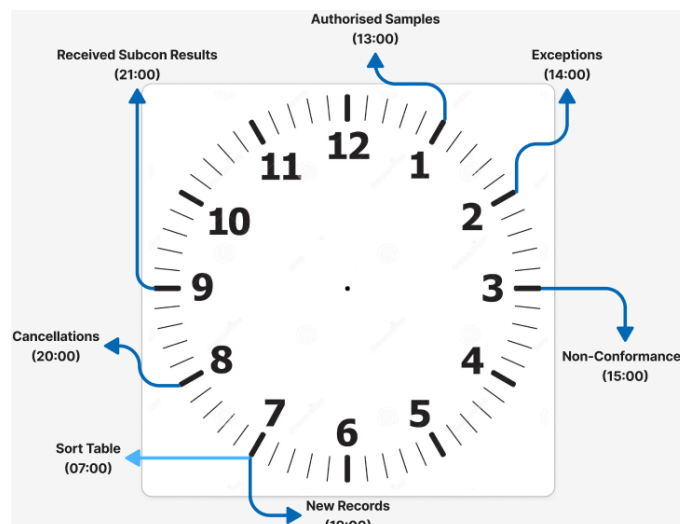 Authorised Samples
(13:00)
Received Subcon Results
(21:00)
Exceptions
(14:00)
12
1
2
3
4
5
6
7
8
9
10
11
Non-Conformance
(15:00)
Cancellations
(20:00)
Sort Table
(07:00)
New Records